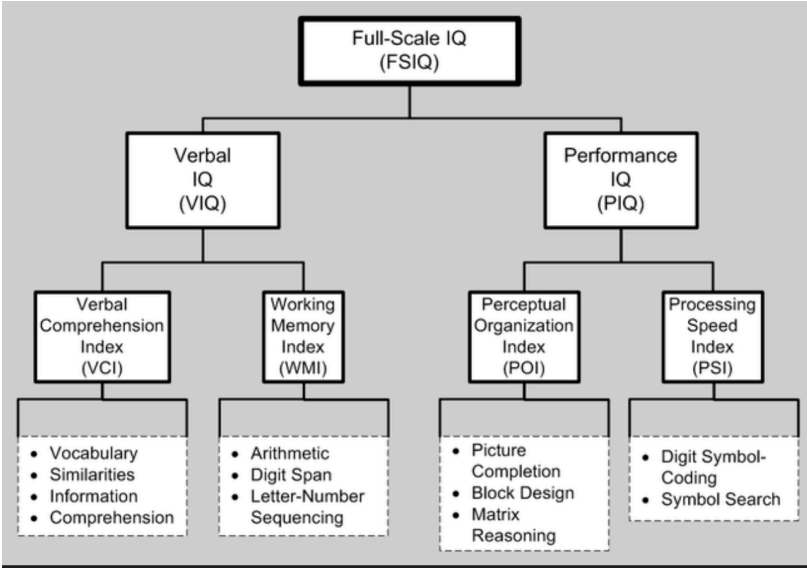 Full-Scale IQ
(FSIQ)
Verbal
IQ
(VIQ)
Performance
IQ
(PIQ)
Verbal
Comprehension
Index
(VCI)
Working
Memory
Index
(WMI)
Perceptual
Organization
Index
(POI)
Processing
Speed
Index
(PSI)
• Vocabulary
• Similarities
• Information
• Comprehension
• Arithmetic
• Digit Span
• Letter-Number
Sequencing
• Picture
Completion
• Block Design
• Matrix
Reasoning
• Digit Symbol-
Coding
• Symbol Search